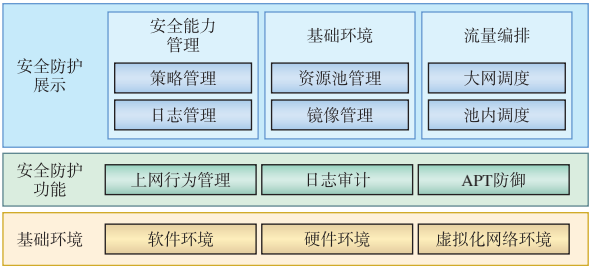 安全防护
展示
安全能力
管理
策略管理
日志管理
基础环境
资源池管理
镜像管理
流量编排
大网调度
池内调度
安全防护
功能
上网行为管理
日志审计
APT防御
基础环境
软件环境
硬件环境
虚拟化网络环境